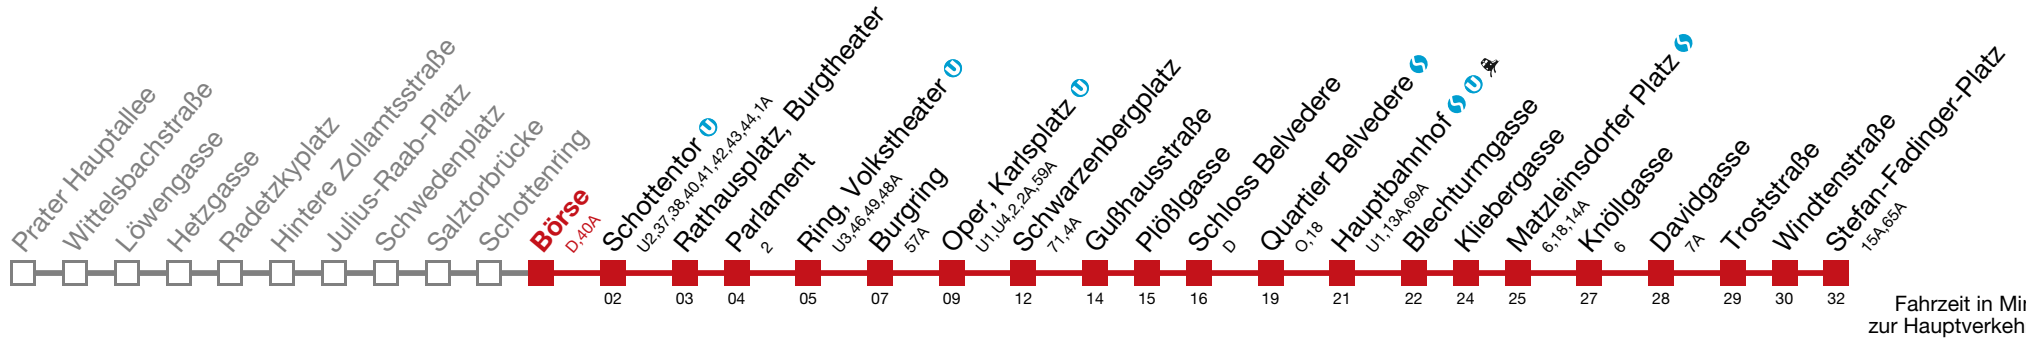 Prater Hauptallee
Wittelsbachstraße
Löwengasse
Hetzgasse
Radetzkyplatz
Hintere Zollamtsstraße
Julius-Raab-Platz
Schwedenplatz
Salztorbrücke
Schottenring
Börse
D,40A
Schottentor
U2,37,38,40,41,42,43,44,1A
Rathausplatz, Burgtheater
Parlament
2
Ring, Volkstheater
U3,46,49,48A
Burgring
57A
Oper, Karlsplatz
U1,U4,2,2A,59A
Schwarzenbergplatz
71,4A
Gußhausstraße
Plößlgasse
Schloss Belvedere
D
Quartier Belvedere
O,18
Hauptbahnhof
U1,13A,69A
Blechturmgasse
Kliebergasse
Matzleinsdorfer Platz
6,18,14A
Knöllgasse
6
Davidgasse
7A
Troststraße
Windtenstraße
Stefan-Fadinger-Platz
15A,65A
02 03 04 05 07 09 12 14 15 16 19 21 22 24 25 27 28 29 30 32
Fahrzeit in Mi
zur Hauptverkeh